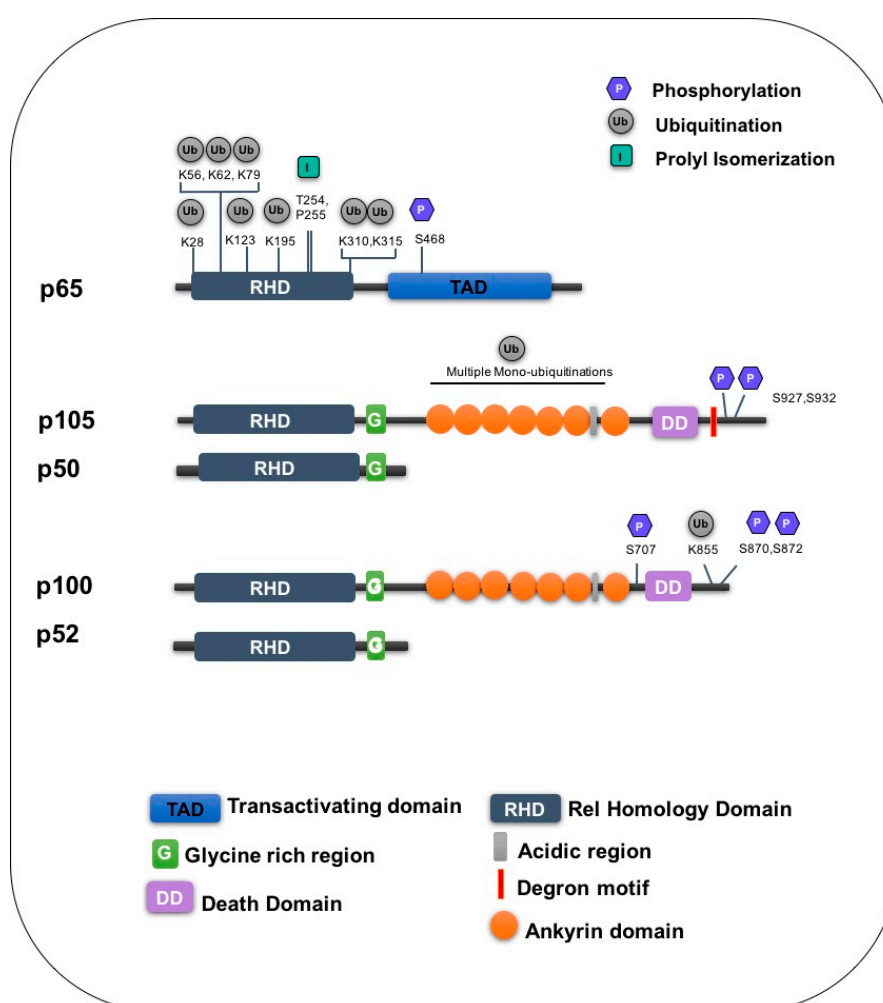 P Phosphorylation
Ub Ubiquitination
I Prolyl Isomerization
Ub Ub Ub
K56, K62, K79
I
T254,
P255
Ub Ub Ub Ub Ub P
K28 K123 K195 K310,K315 S468
p65 RHD TAD
Ub
Multiple Mono-ubiquitinations
P P
S927,S932
p105 RHD G DD
p50 RHD G
P Ub P P
S707 K855 S870,S872
p100 RHD G DD
p52 RHD G
TAD Transactivating domain
G Glycine rich region
DD Death Domain
RHD Rel Homology Domain
Acidic region
Degron motif
Ankyrin domain